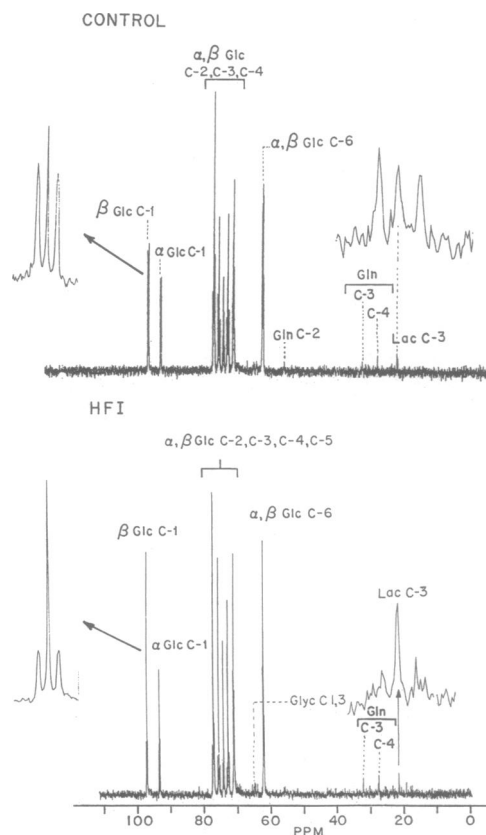 CONTROL
α,β Glc
C-2,C-3,C-4
α,β Glc C-6
β Glc C-1
α Glc C-1
Gln
C-3
C-4
Gln C-2
Lac C-3
HFI
α,β Glc C-2,C-3,C-4,C-5
β Glc C-1
α,β Glc C-6
Lac C-3
α Glc C-1
Glyc C1,3
Gln
C-3
C-4
100 80 60 40 20 0
PPM